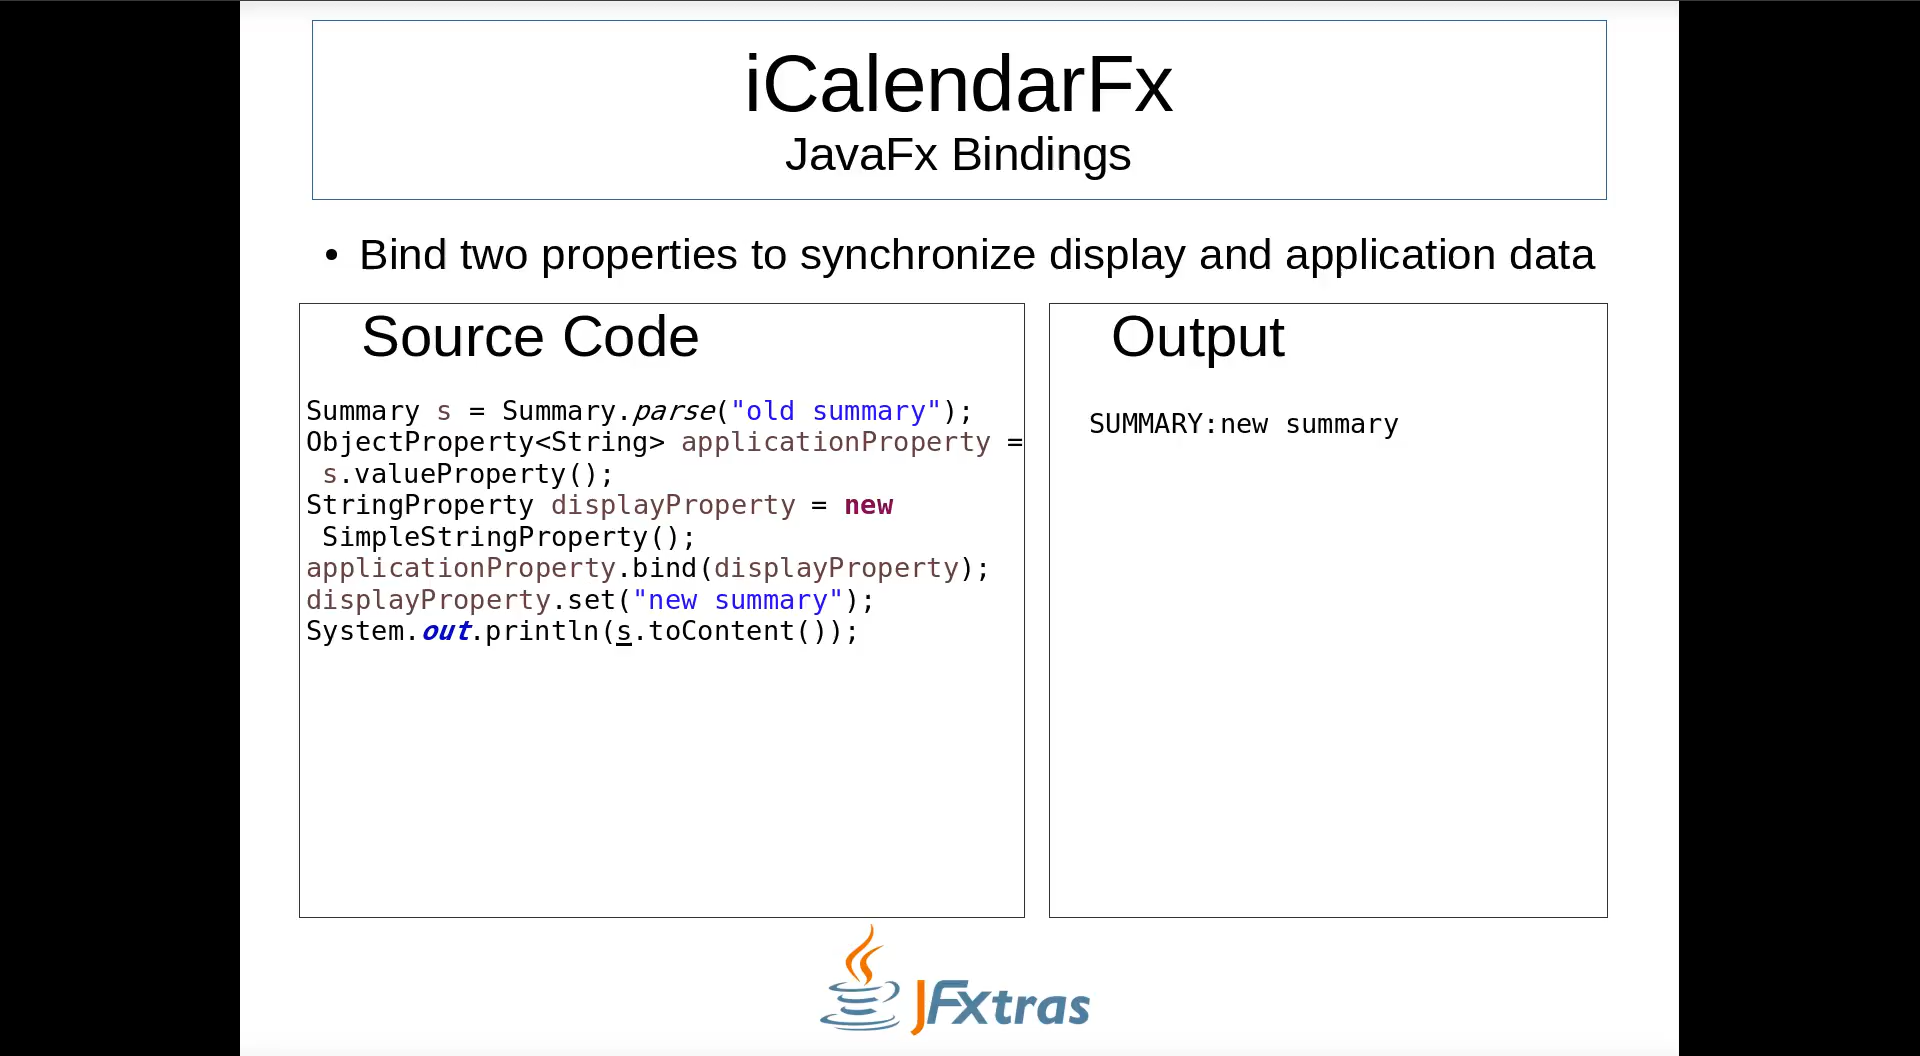 iCalendarFx
JavaFx Bindings
• Bind two properties to synchronize display and application data
Source Code
Summary s = Summary.parse("old summary");
ObjectProperty<String> applicationProperty =
 s.valueProperty();
StringProperty displayProperty = new
 SimpleStringProperty();
applicationProperty.bind(displayProperty);
displayProperty.set("new summary");
System.out.println(s.toContent());
Output
SUMMARY:new summary
JFXtras